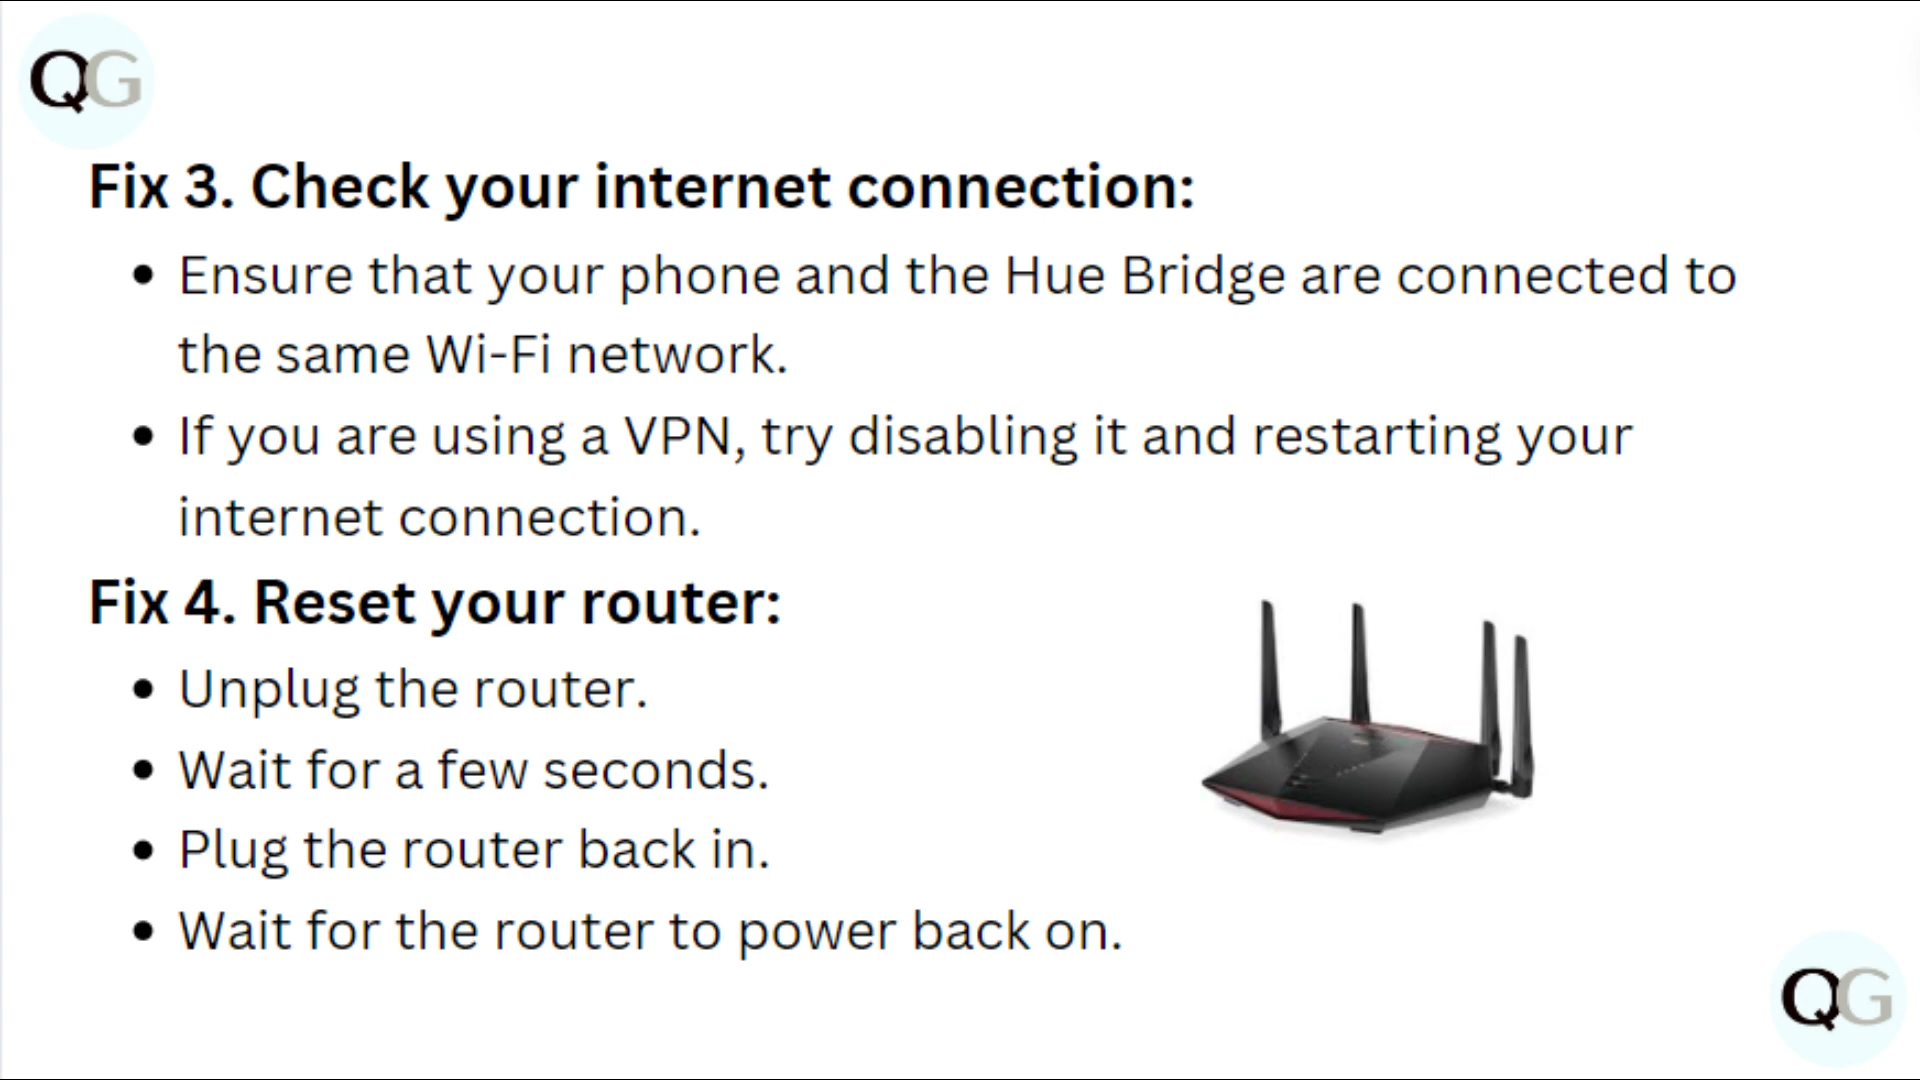 QG
Fix 3. Check your internet connection:
• Ensure that your phone and the Hue Bridge are connected to
the same Wi-Fi network.
• If you are using a VPN, try disabling it and restarting your
internet connection.
Fix 4. Reset your router:
• Unplug the router.
• Wait for a few seconds.
• Plug the router back in.
• Wait for the router to power back on.
QG